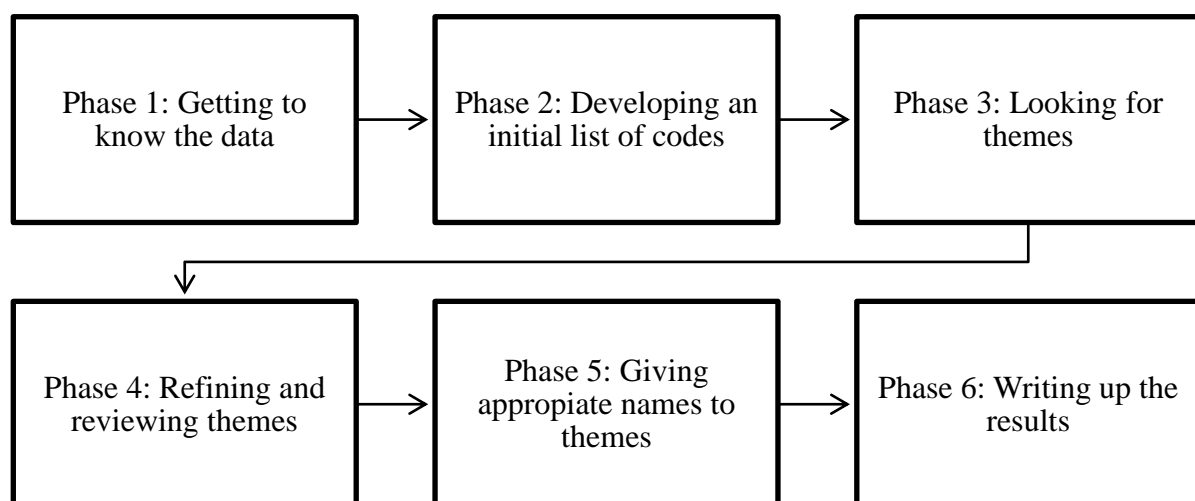 Phase 1: Getting to
know the data
Phase 2: Developing an
initial list of codes
Phase 3: Looking for
themes
Phase 4: Refining and
reviewing themes
Phase 5: Giving
appropiate names to
themes
Phase 6: Writing up the
results